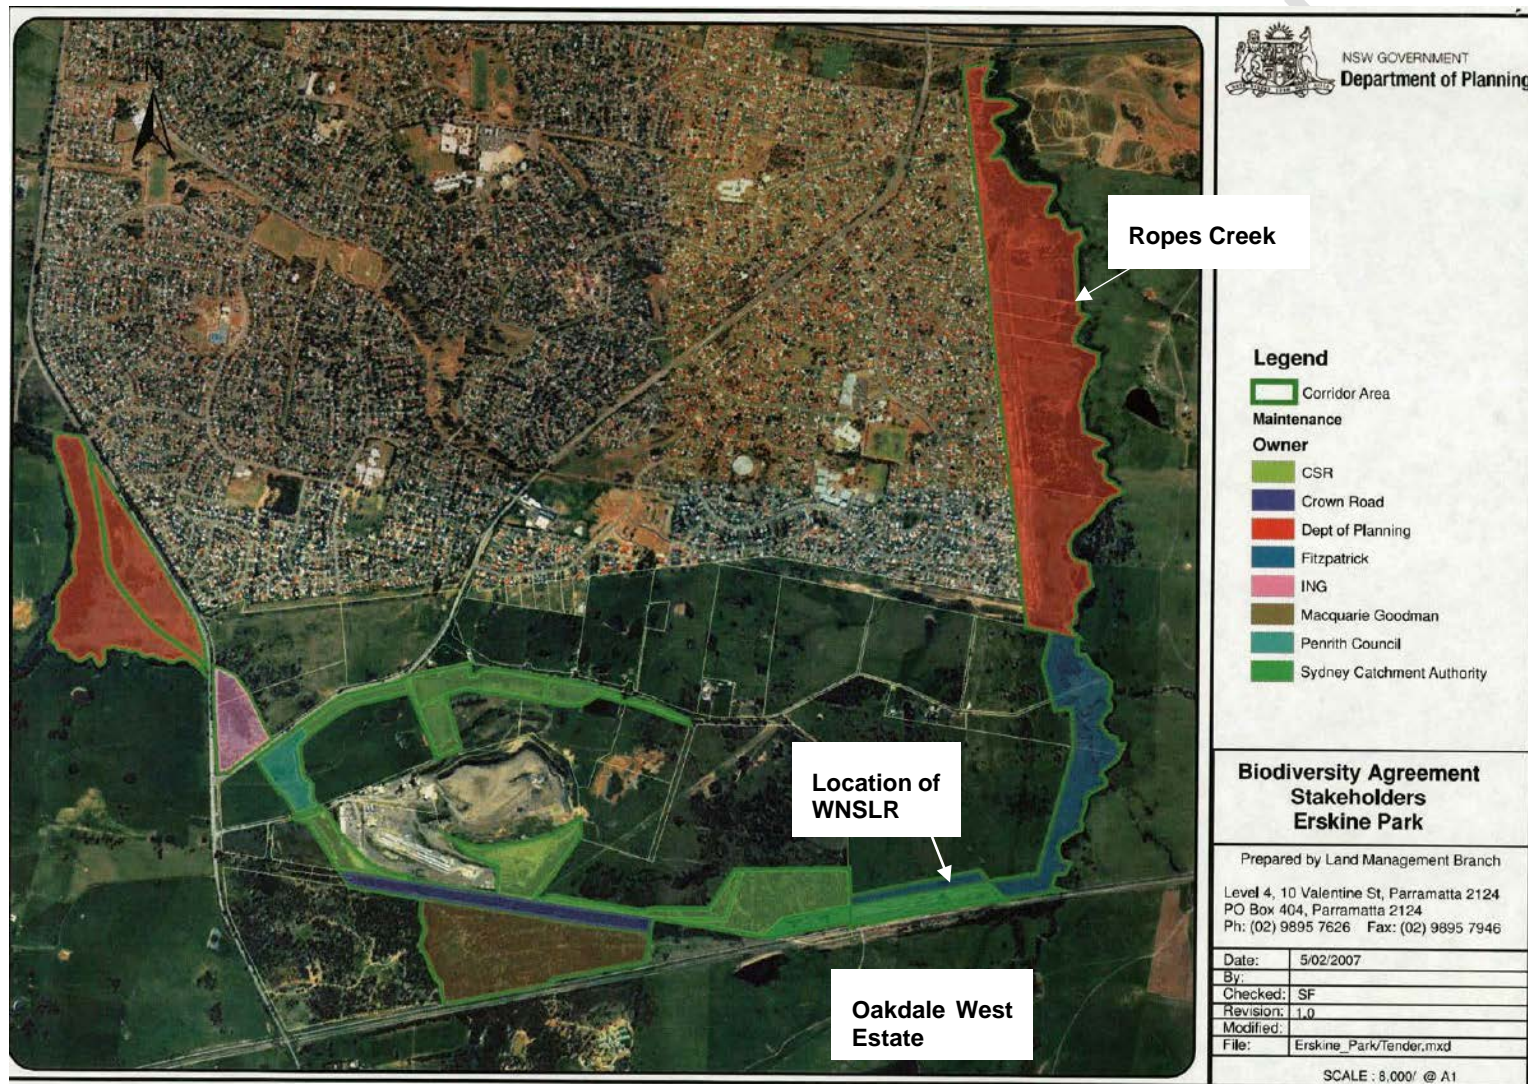 N
NSW GOVERNMENT
Department of Planning
Ropes Creek
Location of
WNSLR
Oakdale West
Estate
Legend
Corridor Area
Maintenance
Owner
CSR
Crown Road
Dept of Planning
Fitzpatrick
ING
Macquarie Goodman
Penrith Council
Sydney Catchment Authority
Biodiversity Agreement
Stakeholders
Erskine Park
Prepared by Land Management Branch
Level 4, 10 Valentine St, Parramatta 2124
PO Box 404, Parramatta 2124
Ph: (02) 9895 7626 Fax: (02) 9895 7946
Date: 5/02/2007
By:
Checked: SF
Revision: 1.0
Modified:
File: Erskine_Park/Tender.mxd
SCALE : 8,000/ @ A1